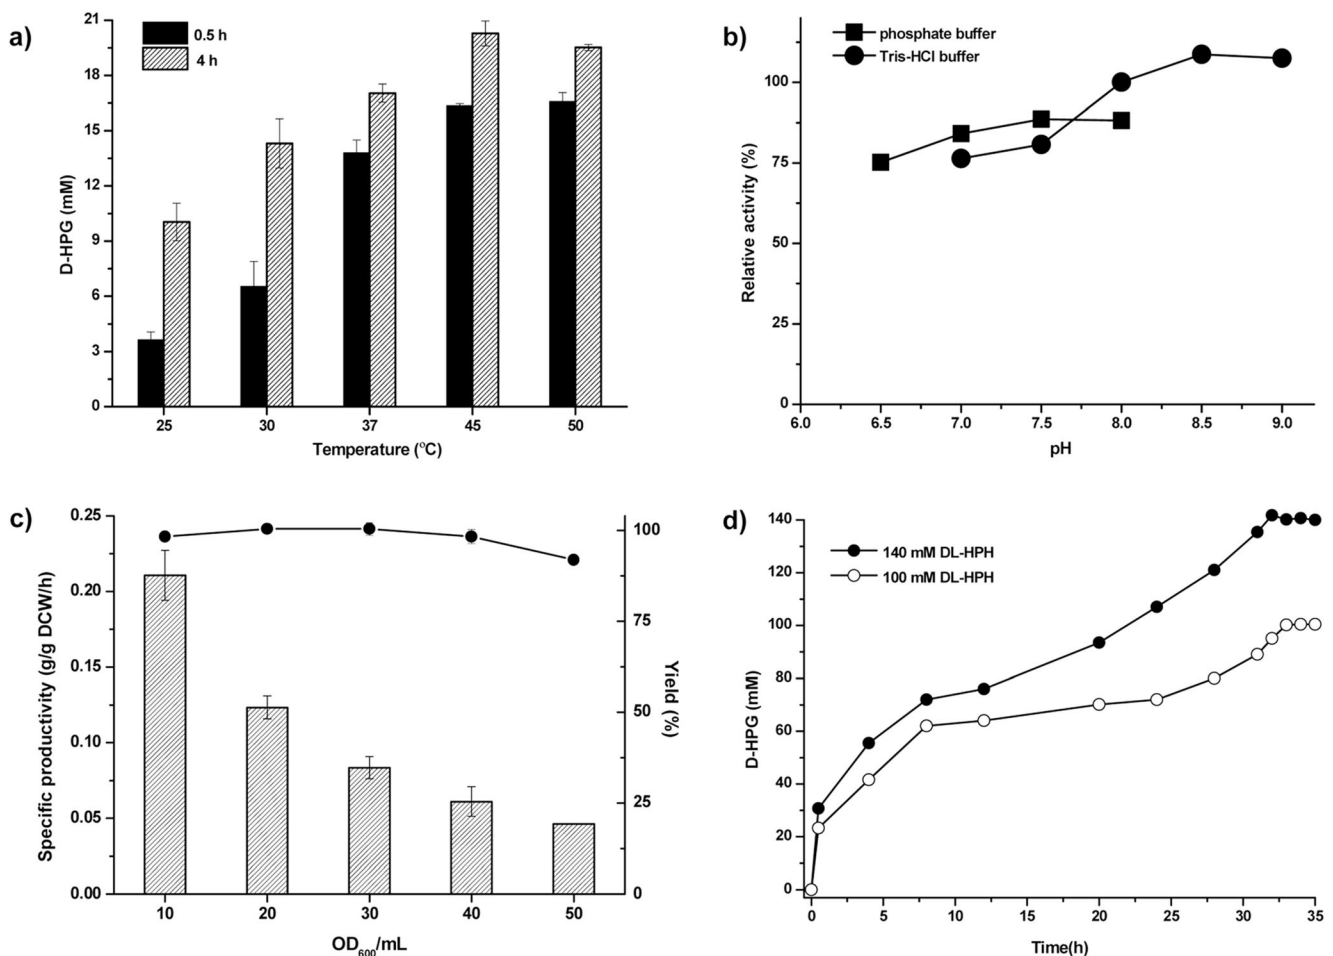 a)
21
18
15
12
9
6
3
0
D-HPG (mM)
0.5 h
4 h
25 30 37 45 50
Temperature (°C)
b)
phosphate buffer
Tris-HCl buffer
100
75
50
25
0
Relative activity (%)
6.0 6.5 7.0 7.5 8.0 8.5 9.0
pH
c)
0.25
0.20
0.15
0.10
0.05
0.00
Specific productivity (g/g DCW/h)
100
75
50
25
0
Yield (%)
10 20 30 40 50
OD600/mL
d)
140 mM DL-HPH
100 mM DL-HPH
140
120
100
80
60
40
20
0
D-HPG (mM)
0 5 10 15 20 25 30 35
Time(h)